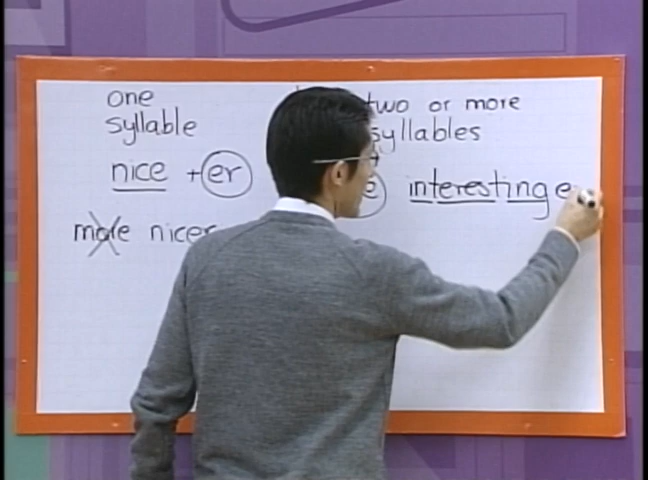 one
syllable
nice + er
more nicer
two or more
syllables
e interesting e